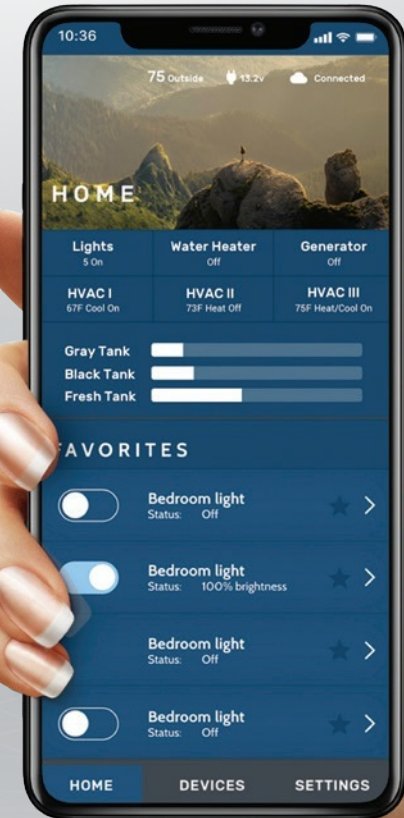 10:36
75 Outside 13.2v Connected
HOME
Lights Water Heater Generator
5 On Off Off
HVAC I HVAC II HVAC III
67F Cool On 73F Heat Off 75F Heat/Cool On
Gray Tank
Black Tank
Fresh Tank
AVORITES
Bedroom light
Status: Off
Bedroom light
Status: 100% brightness
Bedroom light
Status: Off
Bedroom light
Status: Off
HOME DEVICES SETTINGS